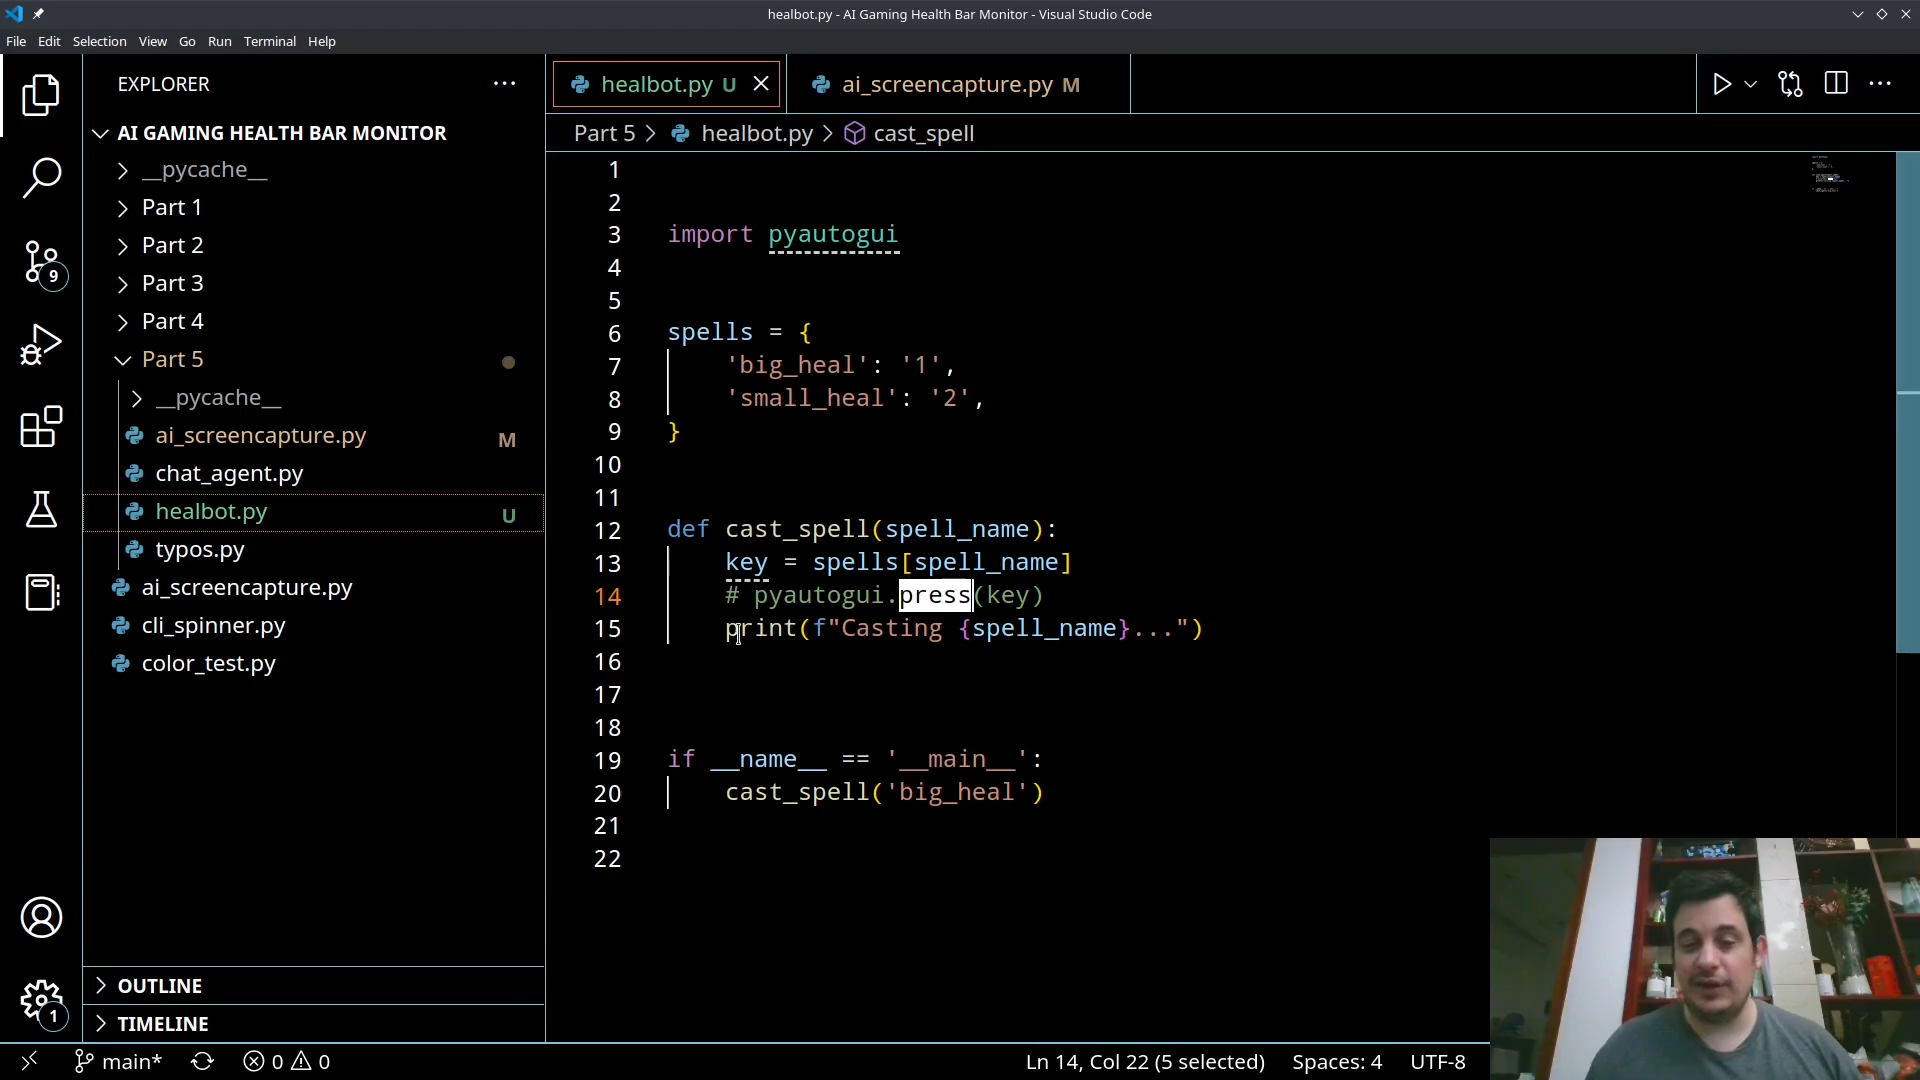 healbot.py - AI Gaming Health Bar Monitor - Visual Studio Code
File Edit Selection View Go Run Terminal Help
EXPLORER
healbot.py U
ai_screencapture.py M
AI GAMING HEALTH BAR MONITOR
Part 5 > healbot.py > cast_spell
__pycache__
Part 1
Part 2
Part 3
Part 4
Part 5
__pycache__
ai_screencapture.py M
chat_agent.py
healbot.py U
typos.py
ai_screencapture.py
cli_spinner.py
color_test.py
9
1
OUTLINE
TIMELINE
1
2
3 import pyautogui
4
5
6 spells = {
7 'big_heal': '1',
8 'small_heal': '2',
9 }
10
11
12 def cast_spell(spell_name):
13 key = spells[spell_name]
14 # pyautogui.press(key)
15 print(f"Casting {spell_name}...")
16
17
18
19 if __name__ == '__main__':
20 cast_spell('big_heal')
21
22
main* 0 0 Ln 14, Col 22 (5 selected) Spaces: 4 UTF-8